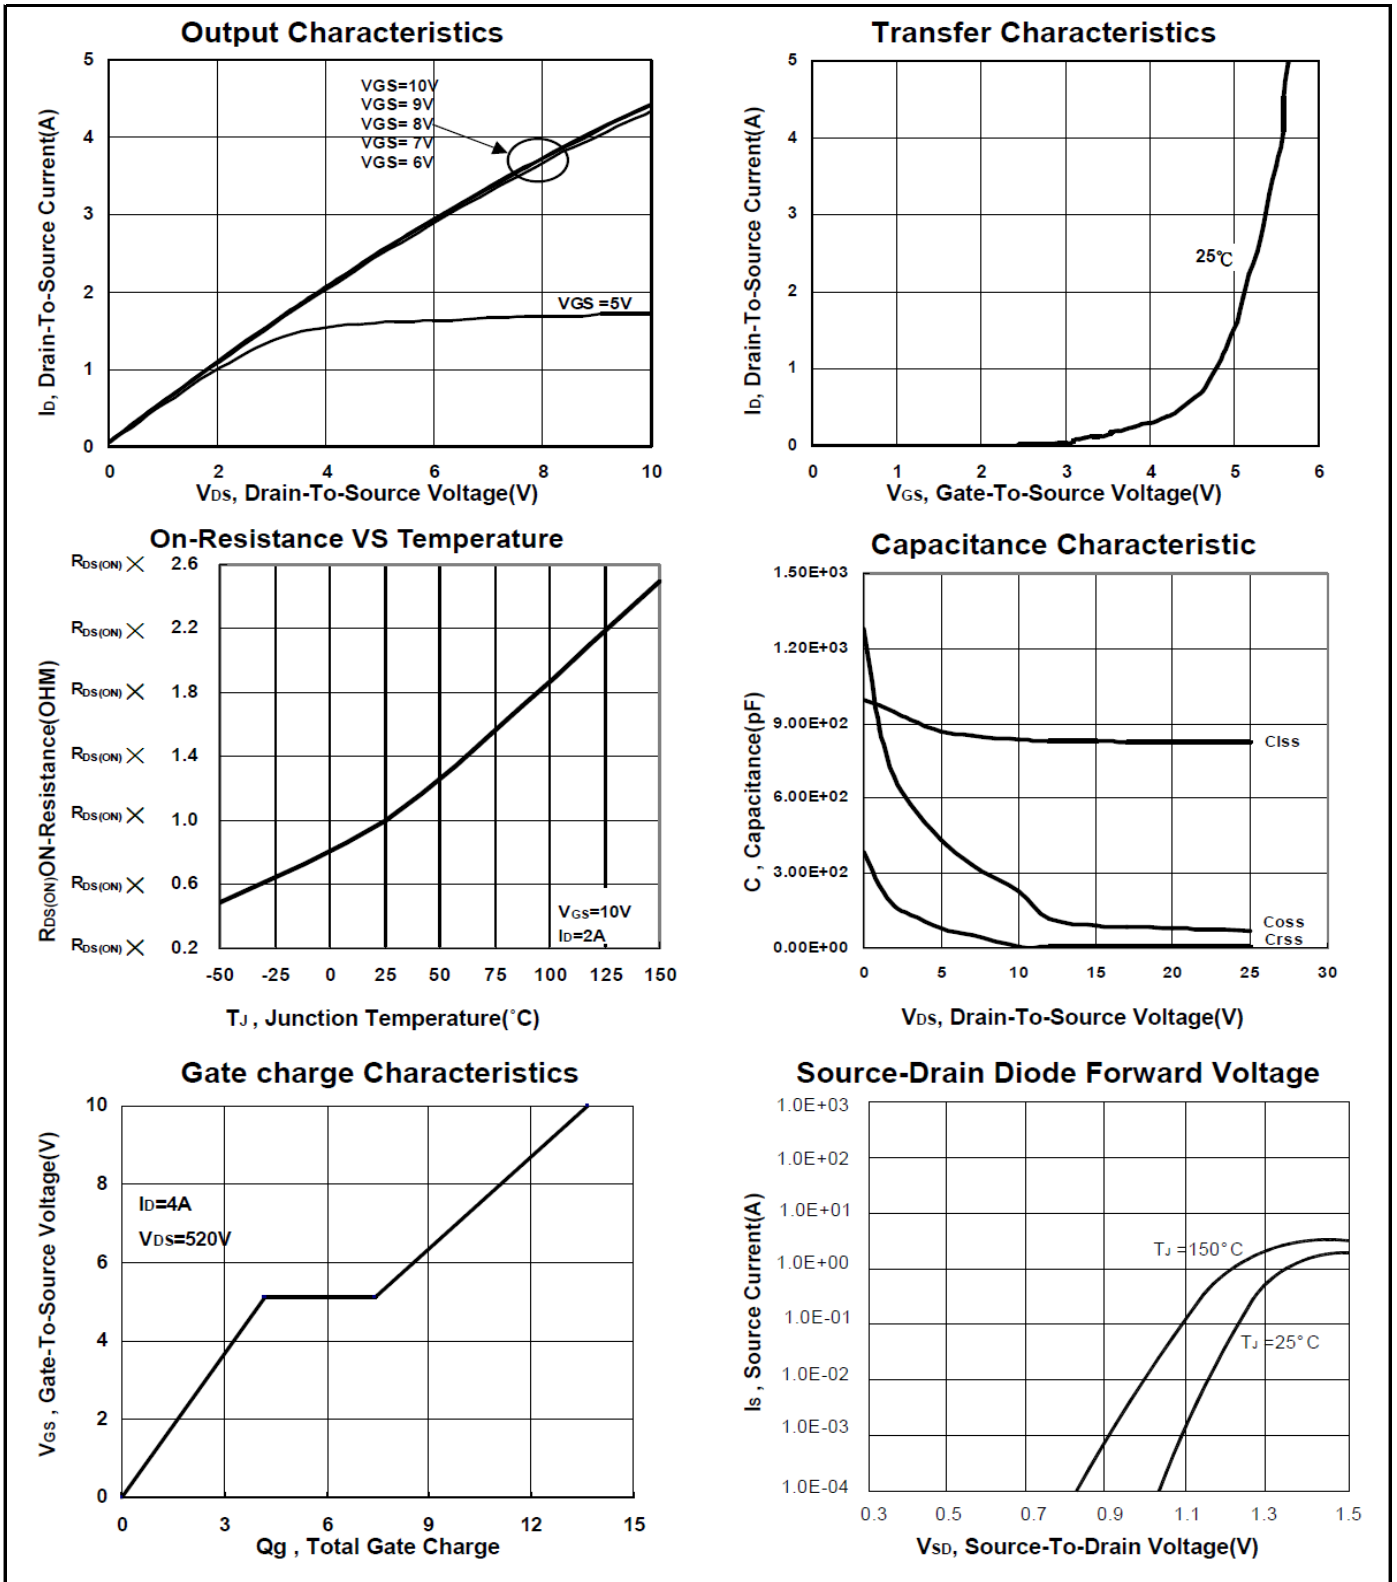 Output Characteristics
5
4
3
2
1
0
ID, Drain-To-Source Current(A)
VGS=10V
VGS= 9V
VGS= 8V
VGS= 7V
VGS= 6V
VGS =5V
0 2 4 6 8 10
VDS, Drain-To-Source Voltage(V)
Transfer Characteristics
5
4
3
2
1
0
ID, Drain-To-Source Current(A)
25℃
0 1 2 3 4 5 6
VGS, Gate-To-Source Voltage(V)
On-Resistance VS Temperature
RDS(ON) × 2.6
RDS(ON) × 2.2
RDS(ON) × 1.8
RDS(ON) × 1.4
RDS(ON) × 1.0
RDS(ON) × 0.6
RDS(ON) × 0.2
RDS(ON)ON-Resistance(OHM)
VGS=10V
ID=2A
-50 -25 0 25 50 75 100 125 150
TJ , Junction Temperature(°C)
Capacitance Characteristic
1.50E+03
1.20E+03
9.00E+02
6.00E+02
3.00E+02
0.00E+00
C , Capacitance(pF)
CIss
Coss
Crss
0 5 10 15 20 25 30
VDS, Drain-To-Source Voltage(V)
Gate charge Characteristics
10
8
6
4
2
0
VGS , Gate-To-Source Voltage(V)
ID=4A
VDS=520V
0 3 6 9 12 15
Qg , Total Gate Charge
Source-Drain Diode Forward Voltage
1.0E+03
1.0E+02
1.0E+01
1.0E+00
1.0E-01
1.0E-02
1.0E-03
1.0E-04
IS , Source Current(A)
TJ =150°C
TJ =25°C
0.3 0.5 0.7 0.9 1.1 1.3 1.5
VSD, Source-To-Drain Voltage(V)